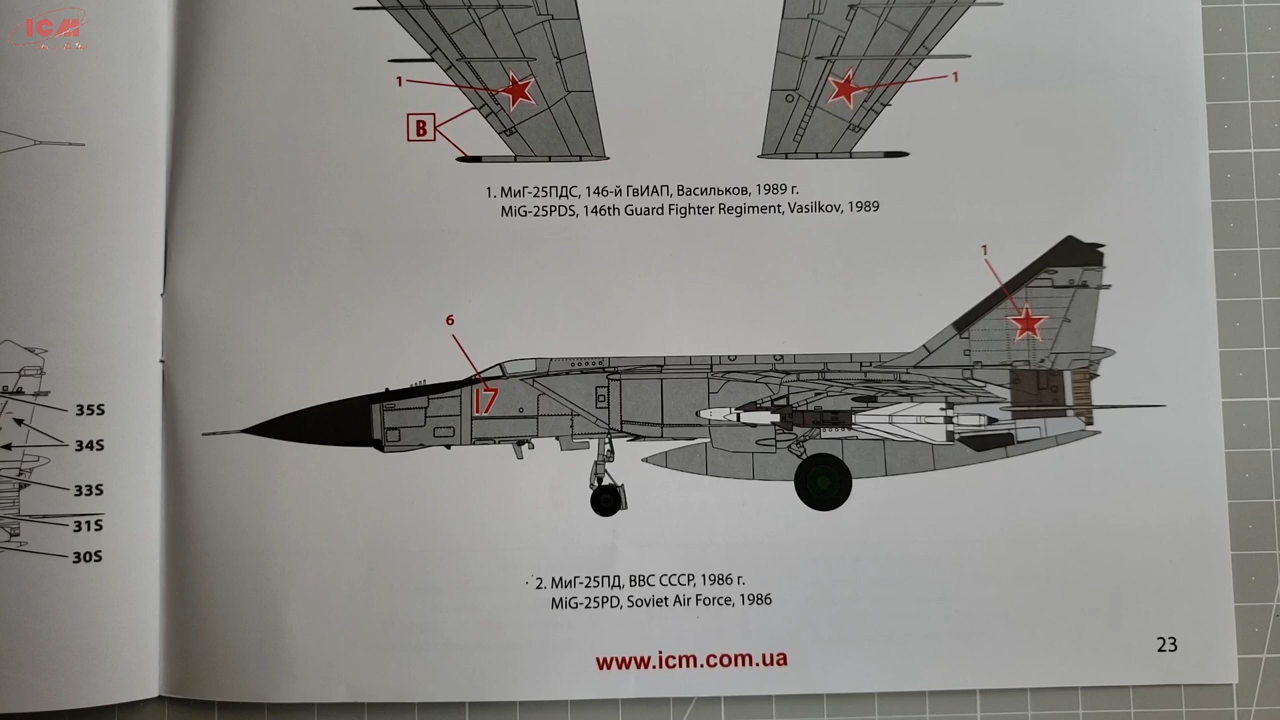 ICM
1
1
B
1. МиГ-25ПДС, 146-й ГвИАП, Васильков, 1989 г.
MiG-25PDS, 146th Guard Fighter Regiment, Vasilkov, 1989
1
6
17
35S
34S
33S
31S
30S
2. МиГ-25ПД, ВВС СССР, 1986 г.
MiG-25PD, Soviet Air Force, 1986
www.icm.com.ua
23